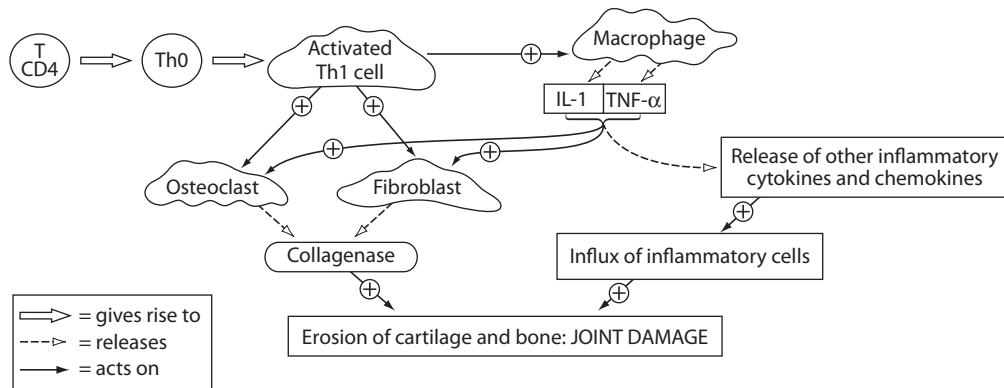 T
CD4
Th0
Activated
Th1 cell
+
Macrophage
IL-1
TNF-α
+
+
+
+
Osteoclast
Fibroblast
Release of other inflammatory
cytokines and chemokines
+
Collagenase
Influx of inflammatory cells
+
+
Erosion of cartilage and bone: JOINT DAMAGE
= gives rise to
= releases
= acts on